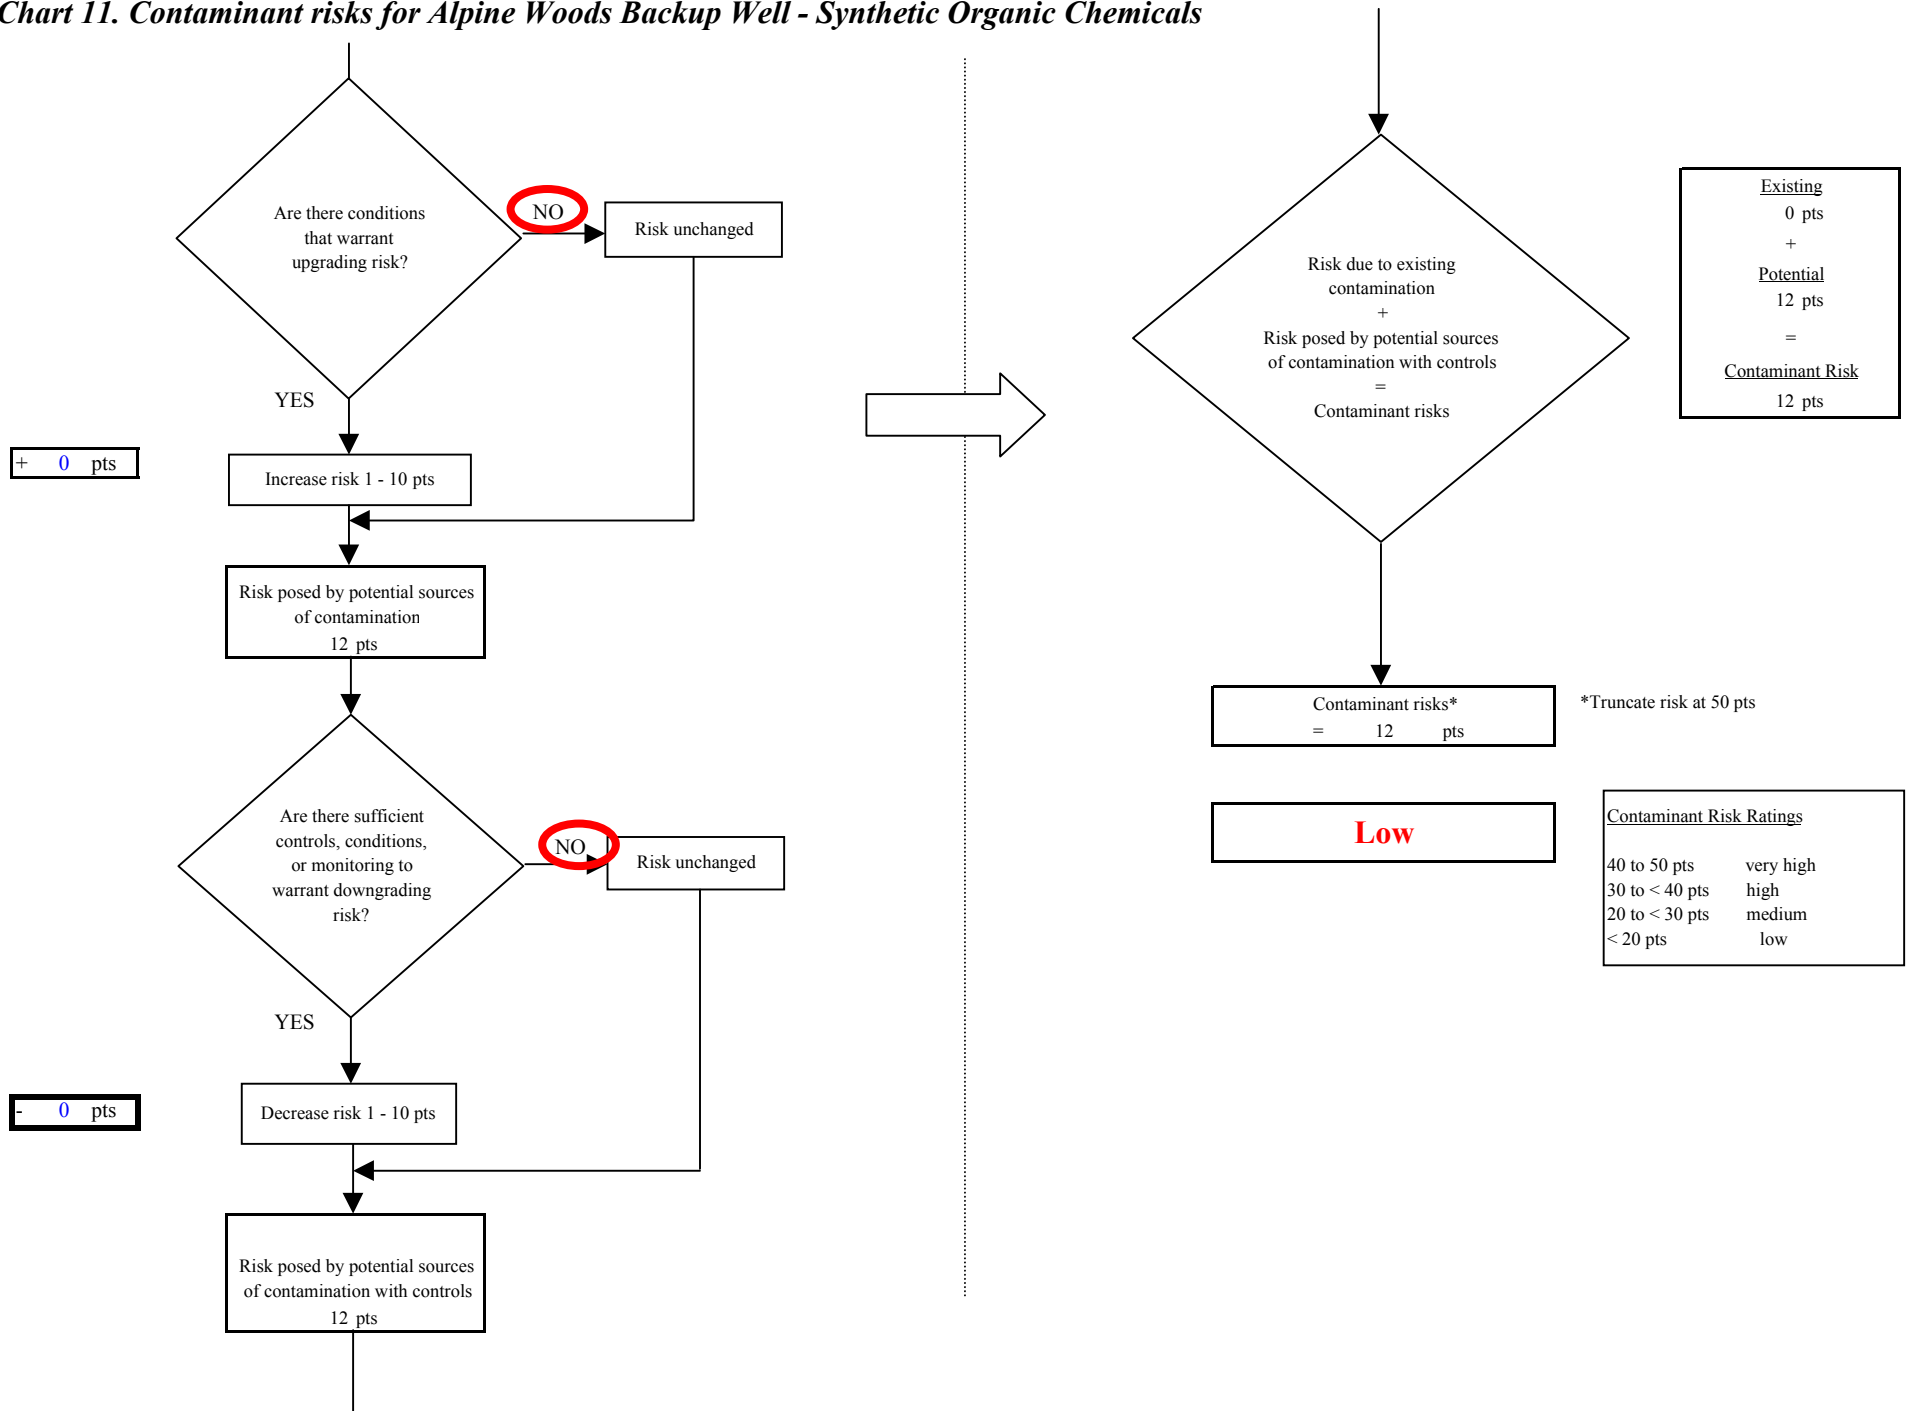 Chart 11. Contaminant risks for Alpine Woods Backup Well - Synthetic Organic Chemicals
Are there conditions
that warrant
upgrading risk?
NO
Risk unchanged
YES
+ 0 pts
Increase risk 1 - 10 pts
Risk posed by potential sources
of contamination
12 pts
Are there sufficient
controls, conditions,
or monitoring to
warrant downgrading
risk?
NO
Risk unchanged
YES
- 0 pts
Decrease risk 1 - 10 pts
Risk posed by potential sources
of contamination with controls
12 pts
Risk due to existing
contamination
+
Risk posed by potential sources
of contamination with controls
=
Contaminant risks
Existing
0 pts
+
Potential
12 pts
=
Contaminant Risk
12 pts
Contaminant risks*
= 12 pts
*Truncate risk at 50 pts
Low
Contaminant Risk Ratings
40 to 50 pts very high
30 to < 40 pts high
20 to < 30 pts medium
< 20 pts low